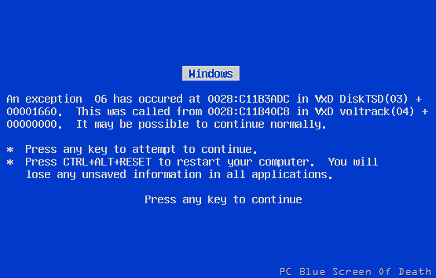 Windows
An exception 06 has occured at 0028:C11B3ADC in VxD DiskTSD(03) +
00001660. This was called from 0028:C11B40C8 in VxD voltrack(04) +
00000000. It may be possible to continue normally.
* Press any key to attempt to continue.
* Press CTRL+ALT+RESET to restart your computer. You will
lose any unsaved information in all applications.
Press any key to continue
PC Blue Screen Of Death